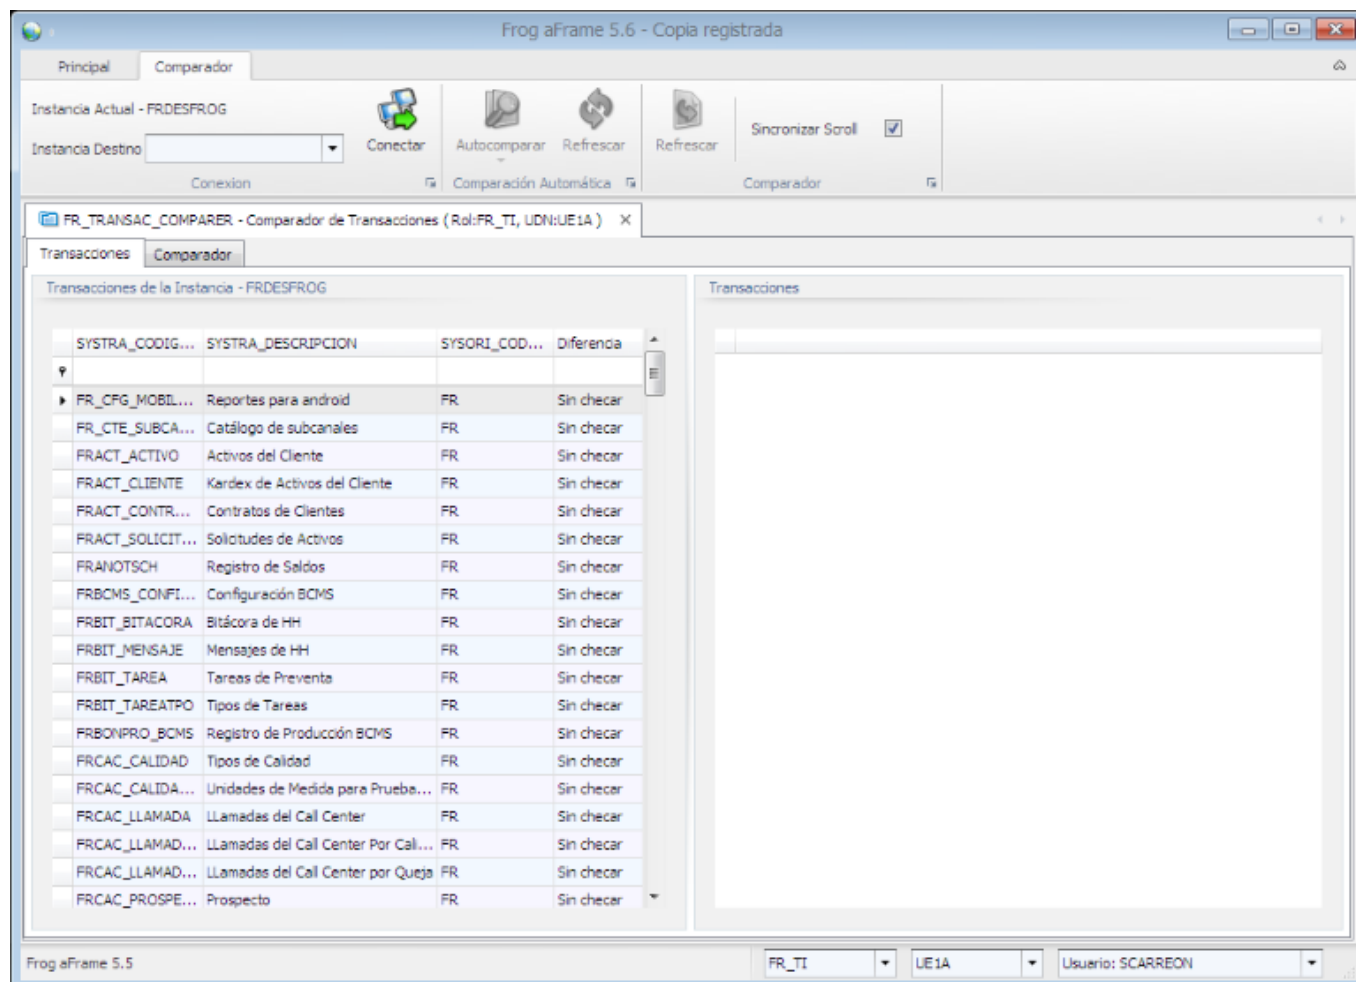 Frog aFrame 5.6 - Copia registrada
Principal Comparador
Instancia Actual - FRDESFROG
Instancia Destino
Conectar
Autocomparar Refrescar
Refrescar
Sincronizar Scroll
Conexion Comparación Automática Comparador
FR_TRANSAC_COMPARER - Comparador de Transacciones ( Rol:FR_TI, UDN:UE1A )
Transacciones Comparador
Transacciones de la Instancia - FRDESFROG Transacciones
SYSTRA_CODIG... SYSTRA_DESCRIPCION SYSORI_COD... Diferencia
FR_CFG_MOBIL... Reportes para android FR Sin checar
FR_CTE_SUBCA... Catálogo de subcanales FR Sin checar
FRACT_ACTIVO Activos del Cliente FR Sin checar
FRACT_CLIENTE Kardex de Activos del Cliente FR Sin checar
FRACT_CONTR... Contratos de Clientes FR Sin checar
FRACT_SOLICIT... Solicitudes de Activos FR Sin checar
FRANOTSCH Registro de Saldos FR Sin checar
FRBCMS_CONFI... Configuración BCMS FR Sin checar
FRBIT_BITACORA Bitácora de HH FR Sin checar
FRBIT_MENSAJE Mensajes de HH FR Sin checar
FRBIT_TAREA Tareas de Preventa FR Sin checar
FRBIT_TAREATPO Tipos de Tareas FR Sin checar
FRBONPRO_BCMS Registro de Producción BCMS FR Sin checar
FRCAC_CALIDAD Tipos de Calidad FR Sin checar
FRCAC_CALIDA... Unidades de Medida para Prueba... FR Sin checar
FRCAC_LLAMADA LLamadas del Call Center FR Sin checar
FRCAC_LLAMAD... LLamadas del Call Center Por Cali... FR Sin checar
FRCAC_LLAMAD... LLamadas del Call Center por Queja FR Sin checar
FRCAC_PROSPE... Prospecto FR Sin checar
Frog aFrame 5.5 FR_TI UE1A Usuario: SCARREON